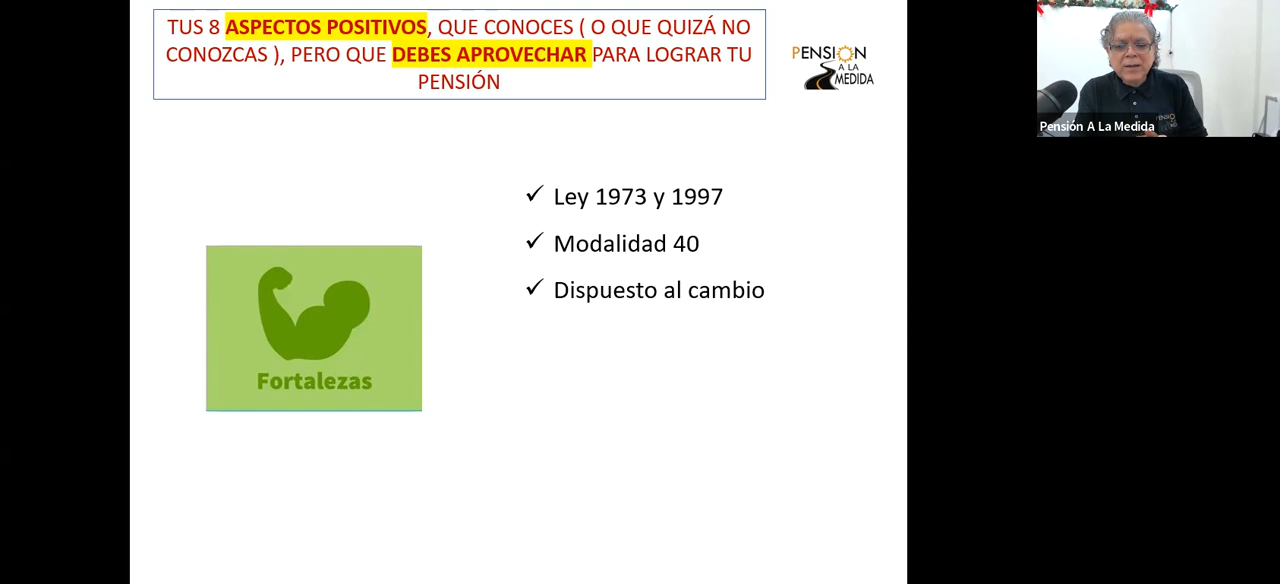 TUS 8 ASPECTOS POSITIVOS, QUE CONOCES ( O QUE QUIZÁ NO
CONOZCAS ), PERO QUE DEBES APROVECHAR PARA LOGRAR TU
PENSIÓN
PENSIÓN
A LA
MEDIDA
Pensión A La Medida
✓ Ley 1973 y 1997
✓ Modalidad 40
✓ Dispuesto al cambio
Fortalezas